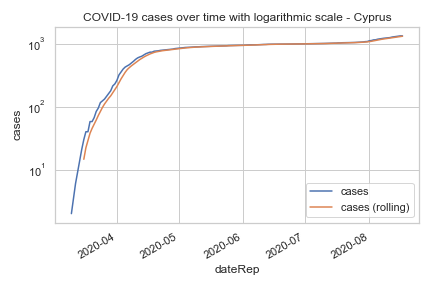 COVID-19 cases over time with logarithmic scale - Cyprus
10³
10²
10¹
cases
cases
cases (rolling)
2020-04
2020-05
2020-06
2020-07
2020-08
dateRep